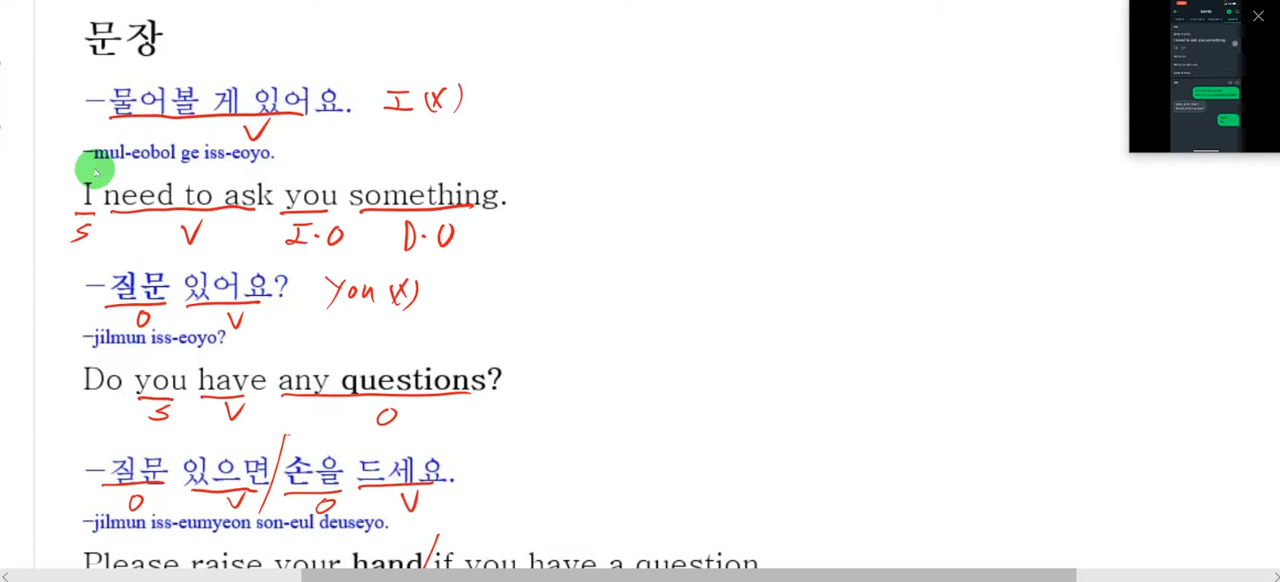 문장
-물어볼 게 있어요. I (X)
V
-mul-eobol ge iss-eoyo.
I need to ask you something.
S V I·O D·O
-질문 있어요? You (X)
O V
-jilmun iss-eoyo?
Do you have any questions?
S V O
-질문 있으면/손을 드세요.
O V O V
-jilmun iss-eumyeon son-eul deuseyo.
Please raise your hand/if you have a question